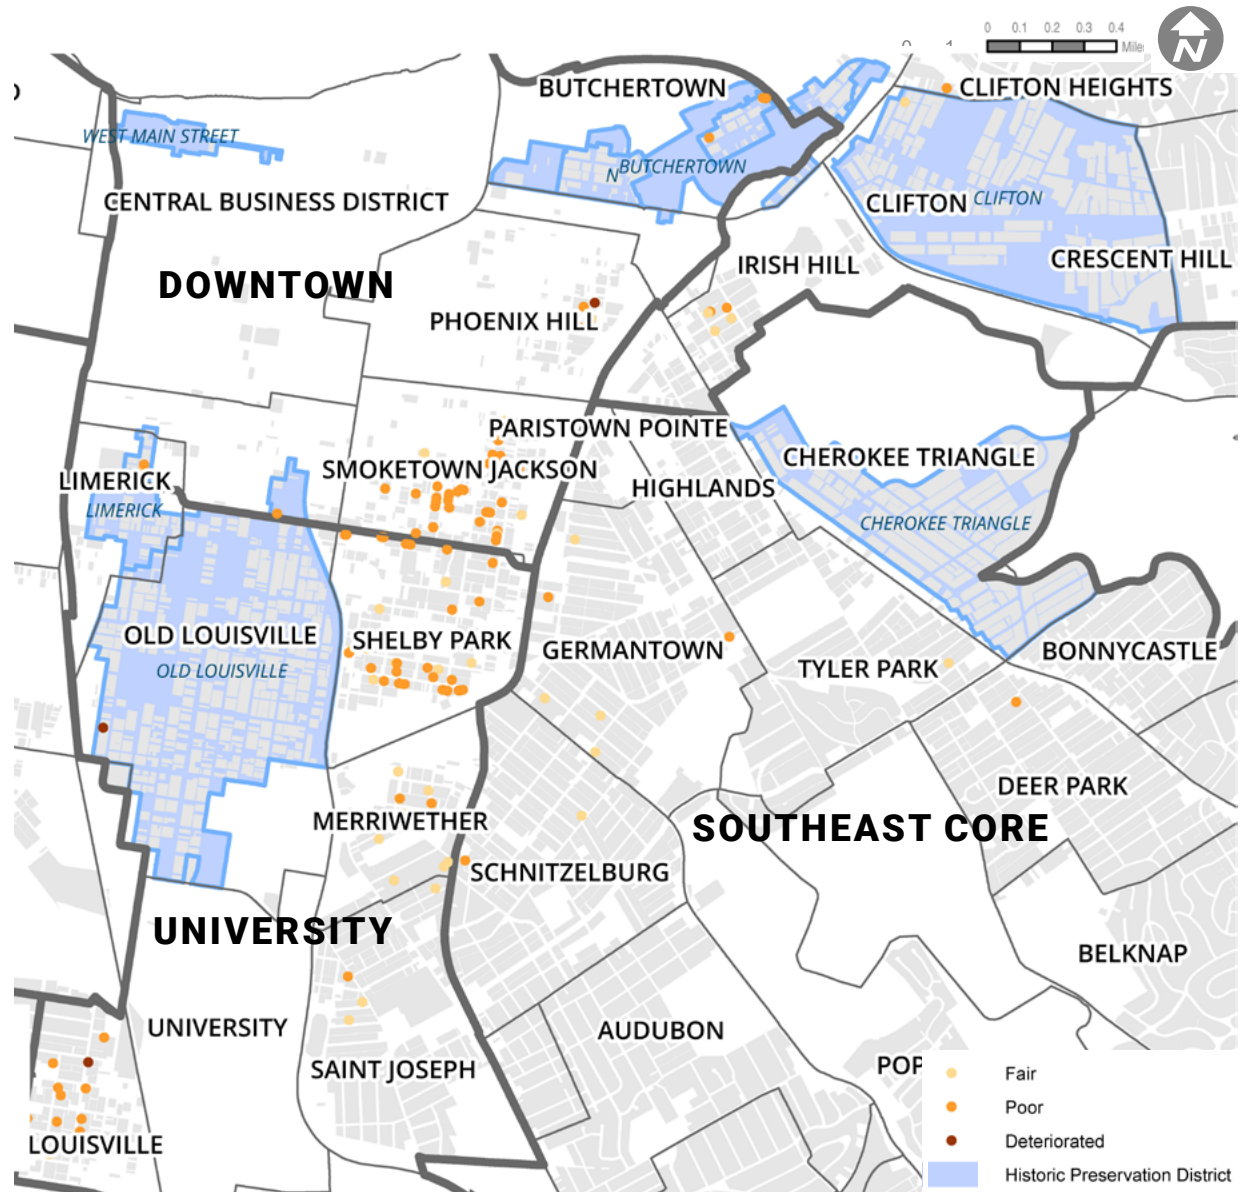 0 0.1 0.2 0.3 0.4
Miles
N
BUTCHERTOWN
CLIFTON HEIGHTS
WEST MAIN STREET
BUTCHERTOWN
N
CENTRAL BUSINESS DISTRICT
CLIFTON
CLIFTON
IRISH HILL
CRESCENT HILL
DOWNTOWN
PHOENIX HILL
PARISTOWN POINTE
CHEROKEE TRIANGLE
LIMERICK
SMOKETOWN JACKSON
HIGHLANDS
LIMERICK
CHEROKEE TRIANGLE
OLD LOUISVILLE
SHELBY PARK
GERMANTOWN
BONNYCASTLE
OLD LOUISVILLE
TYLER PARK
DEER PARK
MERRIWETHER
SOUTHEAST CORE
SCHNITZELBURG
UNIVERSITY
BELKNAP
UNIVERSITY
AUDUBON
SAINT JOSEPH
POP
LOUISVILLE
Fair
Poor
Deteriorated
Historic Preservation District